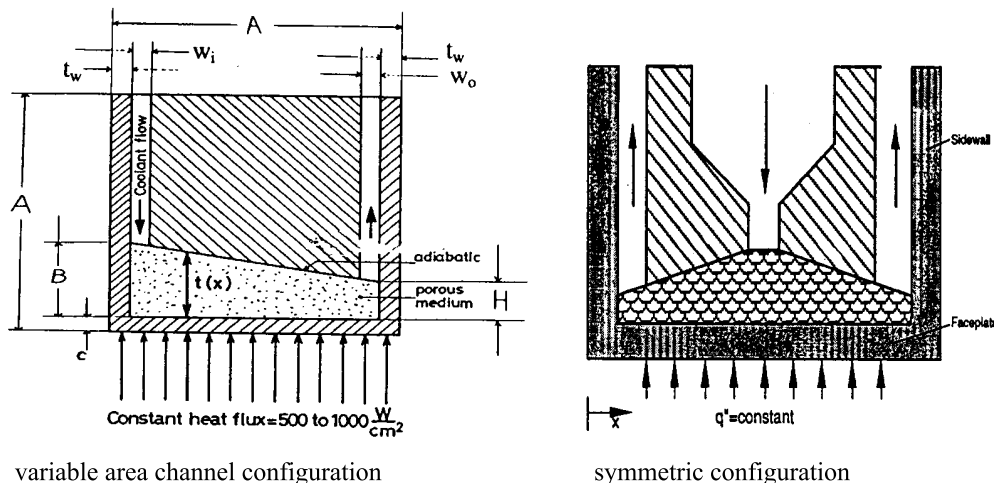 A
t_w
w_i
t_w
w_o
Coolant flow
A
B
t(x)
adiabatic
porous
medium
H
c
Constant heat flux=500 to 1000 W/cm²
variable area channel configuration
Sidewall
Faceplate
x
q"=constant
symmetric configuration